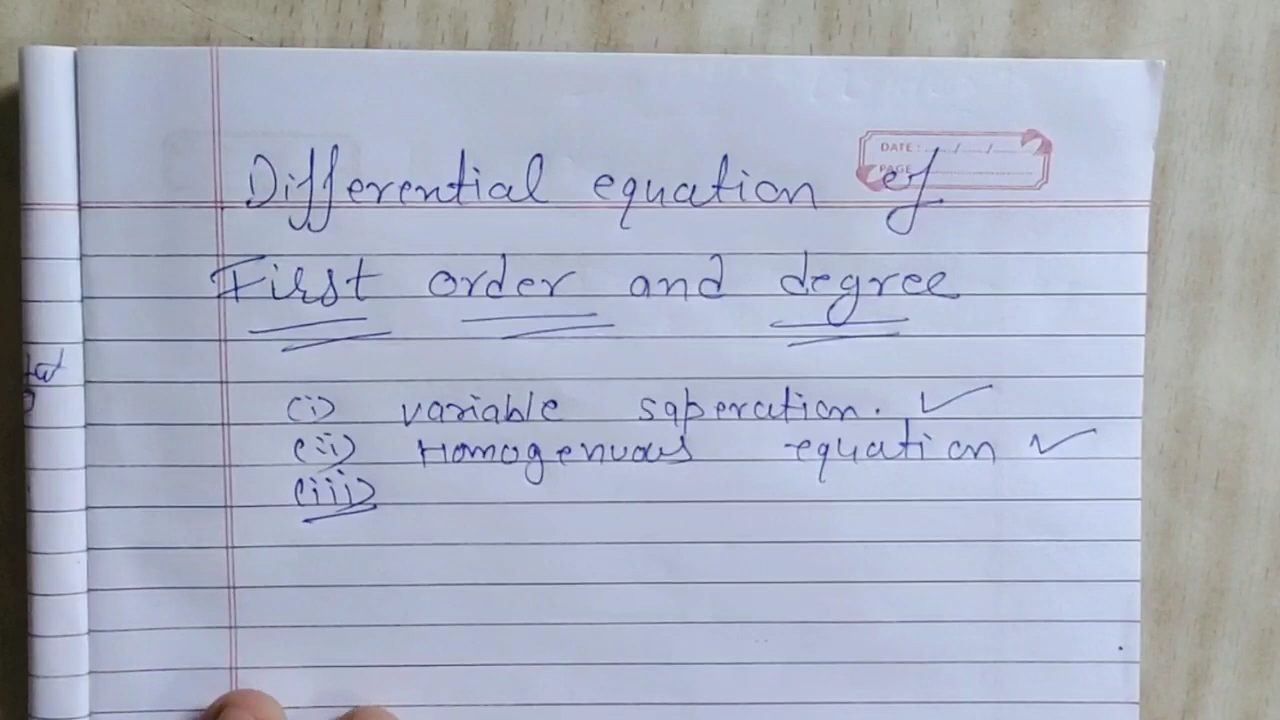 DATE : / /
PAGE
Differential equation of
First order and degree
(i) variable saperation. ✓
(ii) Homogenuous equation ✓
(iii)